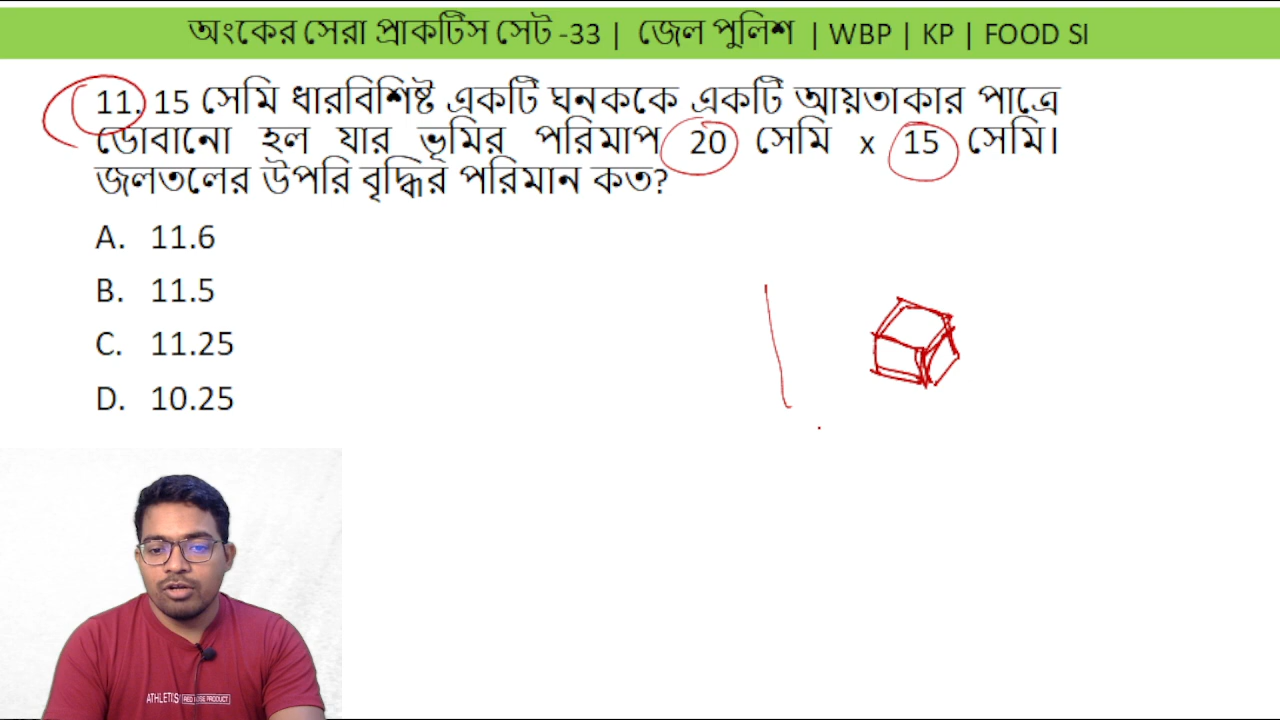 অংকের সেরা প্রাকটিস সেট -33 | জেল পুলিশ | WBP | KP | FOOD SI
11. 15 সেমি ধারবিশিষ্ট একটি ঘনককে একটি আয়তাকার পাত্রে
ডোবানো হল যার ভূমির পরিমাপ 20 সেমি x 15 সেমি।
জলতলের উপরি বৃদ্ধির পরিমান কত?
A. 11.6
B. 11.5
C. 11.25
D. 10.25